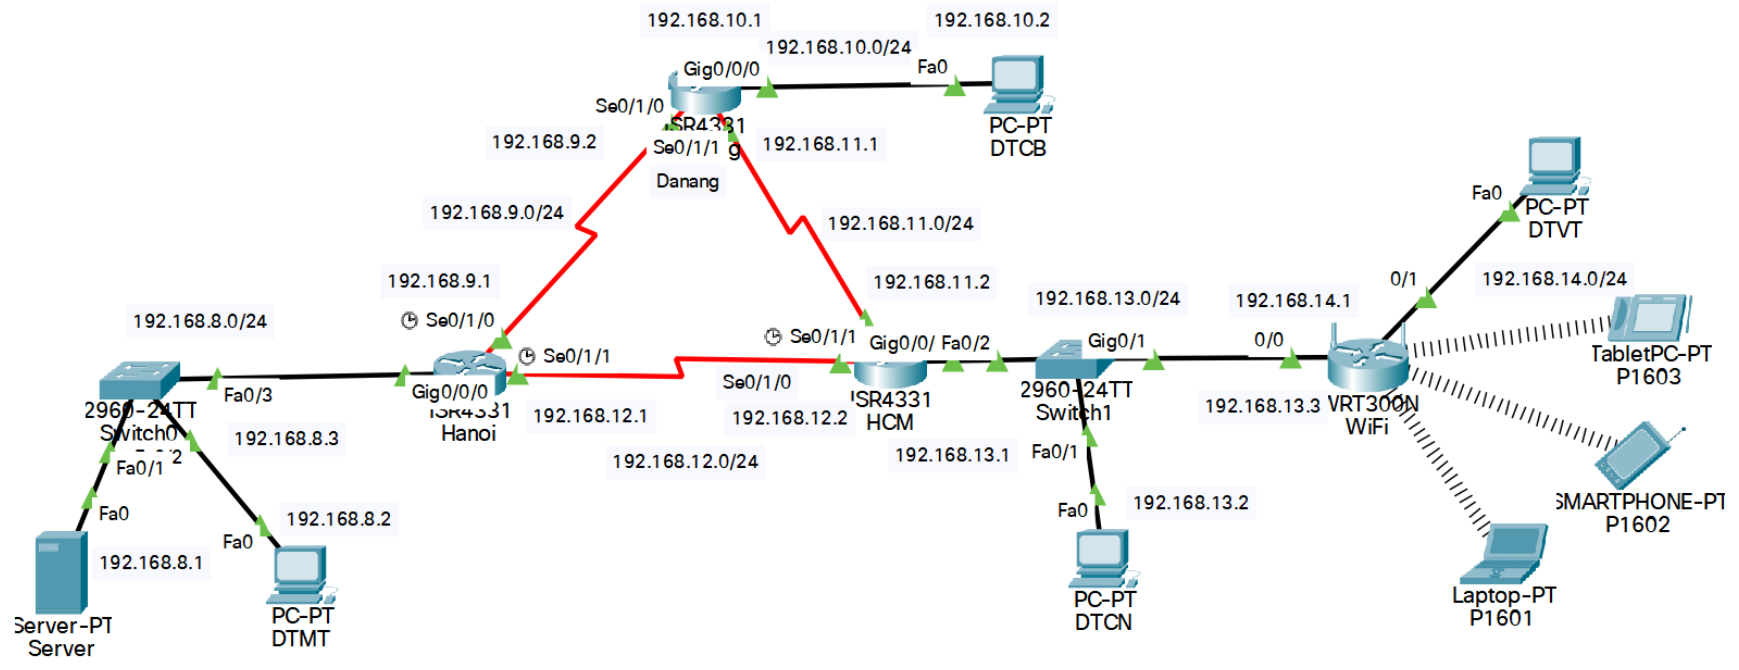 192.168.10.1
192.168.10.2
192.168.10.0/24
Gig0/0/0
Fa0
Se0/1/0
ISR4331
PC-PT
DTCB
192.168.9.2
Se0/1/1
g
192.168.11.1
Danang
Fa0
PC-PT
DTVT
192.168.9.0/24
192.168.11.0/24
192.168.9.1
192.168.11.2
192.168.13.0/24
192.168.14.1
0/1
192.168.14.0/24
192.168.8.0/24
Se0/1/0
Se0/1/1
Se0/1/1
Gig0/0/
Fa0/2
Gig0/1
0/0
TabletPC-PT
P1603
Fa0/3
Gig0/0/0
Se0/1/0
2960-24TT
Switch0
ISR4331
Hanoi
192.168.12.1
192.168.12.2
ISR4331
HCM
2960-24TT
Switch1
192.168.13.3
WRT300N
WiFi
192.168.8.3
Fa0/1
192.168.12.0/24
192.168.13.1
Fa0/1
Fa0
192.168.8.2
Fa0
192.168.13.2
Fa0
SMARTPHONE-PT
P1602
192.168.8.1
Server-PT
Server
PC-PT
DTMT
PC-PT
DTCN
Laptop-PT
P1601